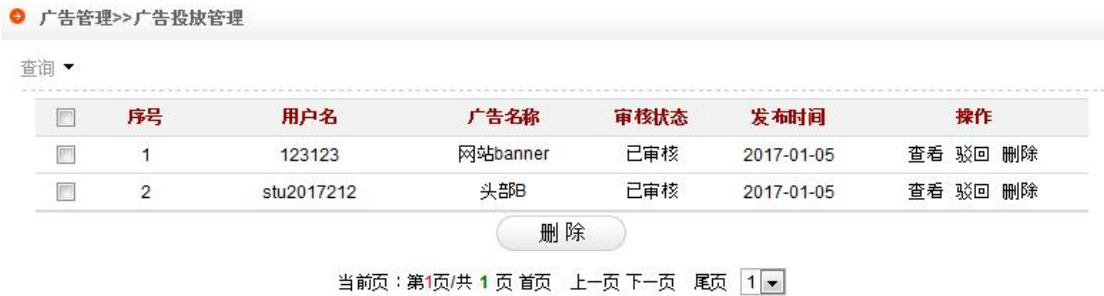 广告管理>>广告投放管理
查询
序号 用户名 广告名称 审核状态 发布时间 操作
1 123123 网站banner 已审核 2017-01-05 查看 驳回 删除
2 stu2017212 头部B 已审核 2017-01-05 查看 驳回 删除
删 除
当前页：第1页/共 1 页 首页 上一页 下一页 尾页 1